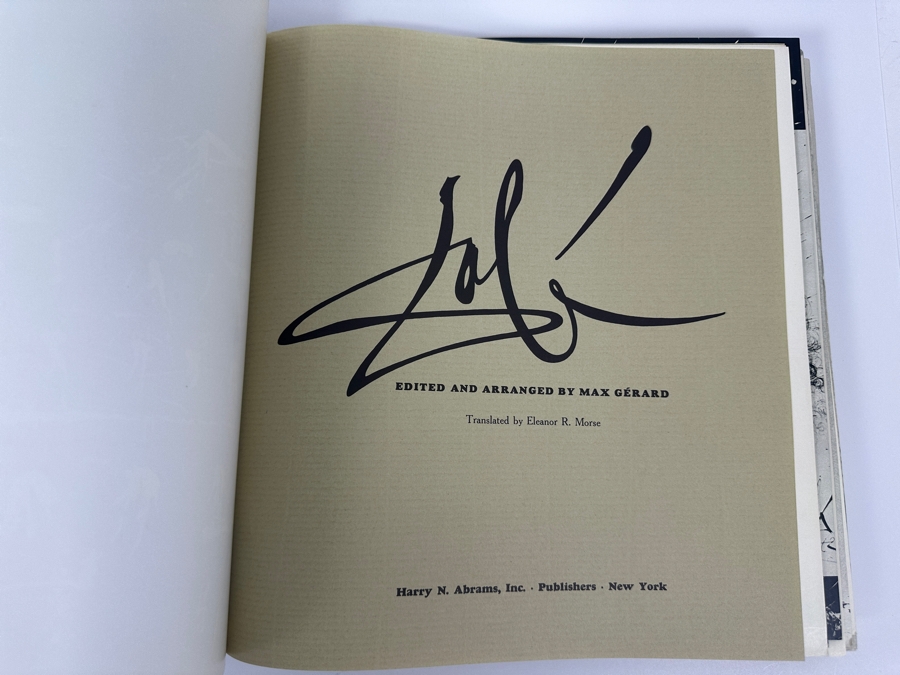 Dalí
EDITED AND ARRANGED BY MAX GÉRARD
Translated by Eleanor R. Morse
Harry N. Abrams, Inc. · Publishers · New York